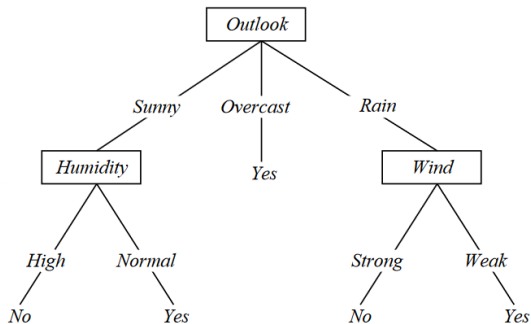 Outlook
Sunny Overcast Rain
Humidity Yes Wind
High Normal Strong Weak
No Yes No Yes